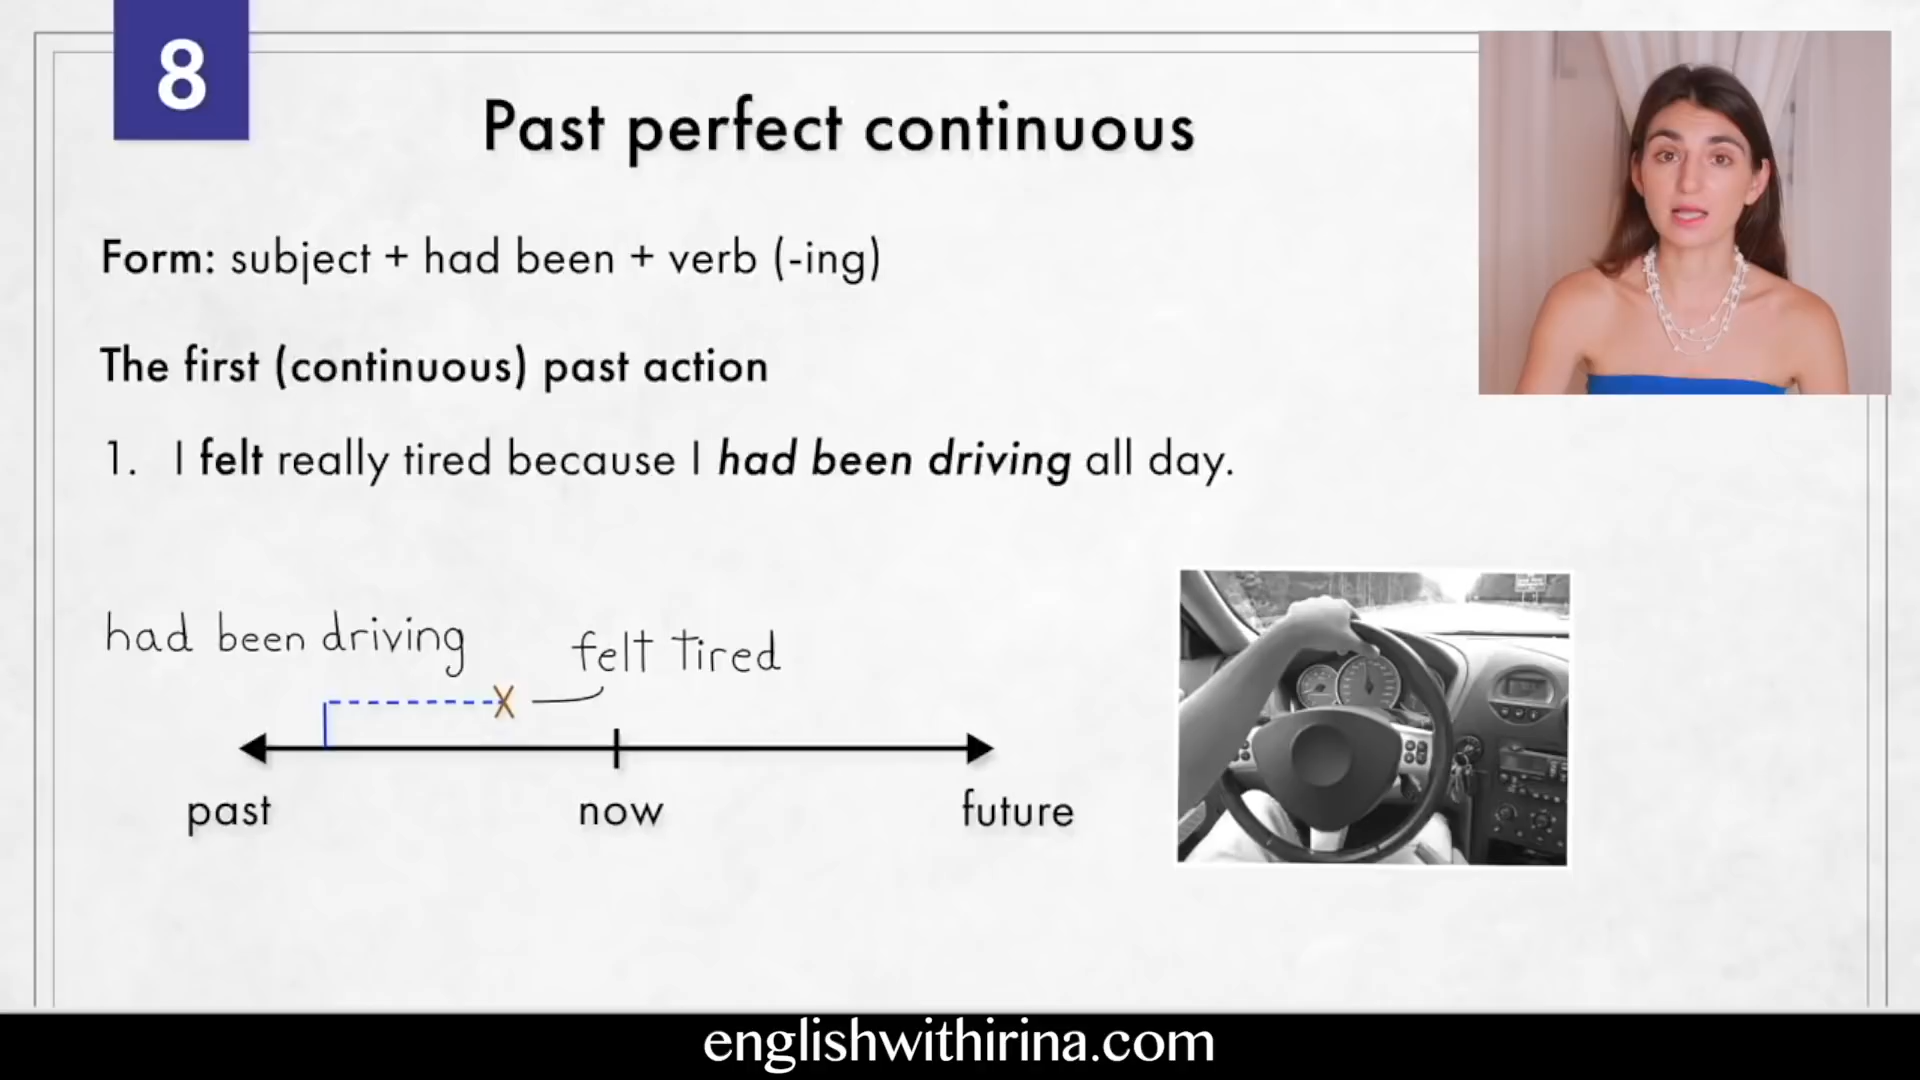 8
Past perfect continuous
Form: subject + had been + verb (-ing)
The first (continuous) past action
1. I felt really tired because I had been driving all day.
had been driving
felt tired
past
now
future
englishwithirina.com